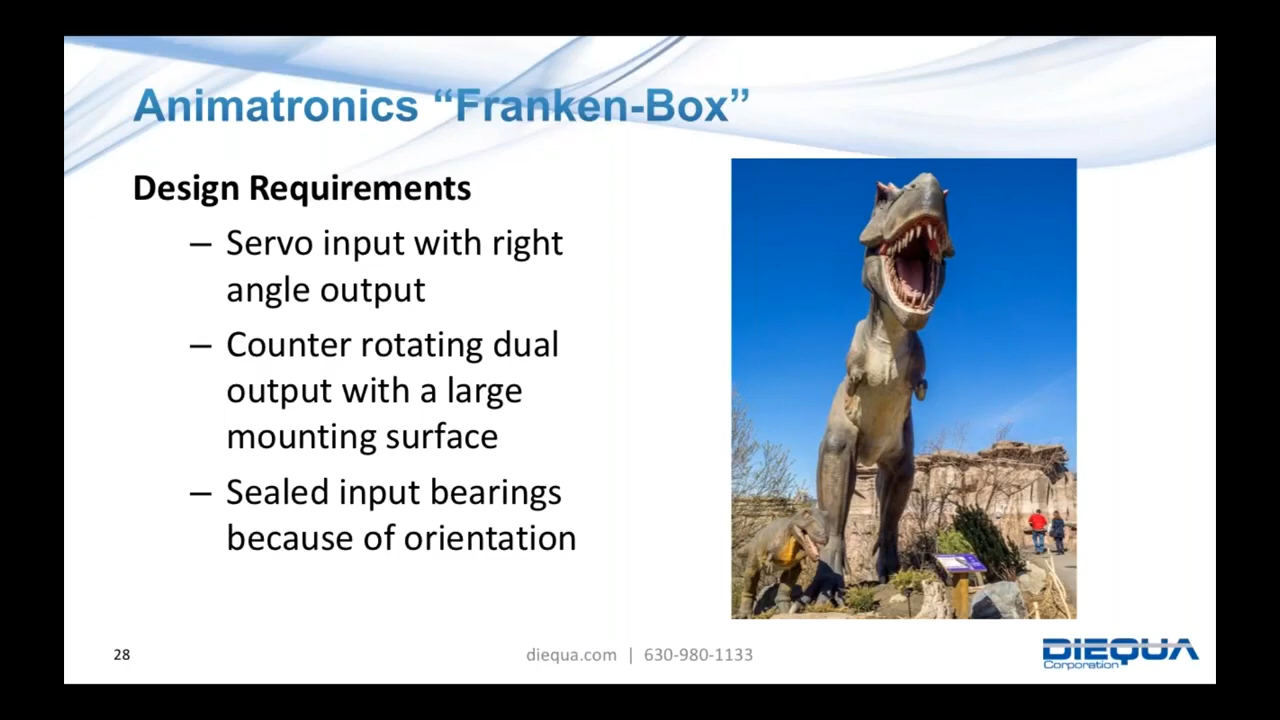 Animatronics “Franken-Box”
Design Requirements
– Servo input with right
angle output
– Counter rotating dual
output with a large
mounting surface
– Sealed input bearings
because of orientation
28
diequa.com | 630-980-1133
DIEQUA
Corporation